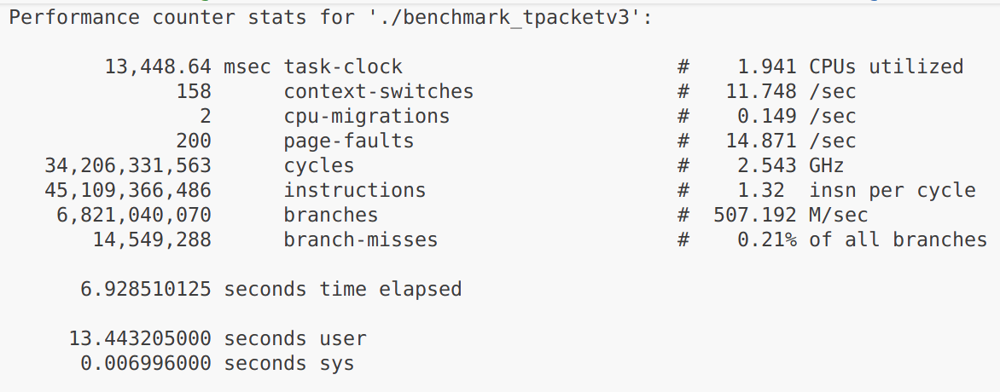 Performance counter stats for './benchmark_tpacketv3':
13,448.64 msec task-clock # 1.941 CPUs utilized
158 context-switches # 11.748 /sec
2 cpu-migrations # 0.149 /sec
200 page-faults # 14.871 /sec
34,206,331,563 cycles # 2.543 GHz
45,109,366,486 instructions # 1.32 insn per cycle
6,821,040,070 branches # 507.192 M/sec
14,549,288 branch-misses # 0.21% of all branches
6.928510125 seconds time elapsed
13.443205000 seconds user
0.006996000 seconds sys